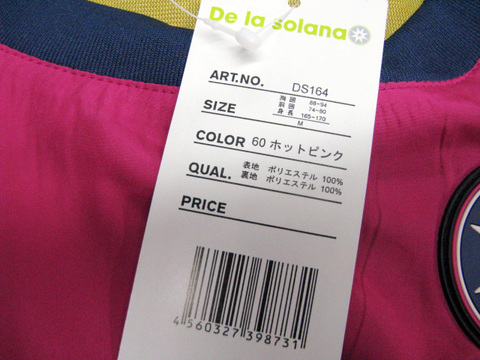 De la solana
ART.NO. DS164
SIZE 胸囲 88-94
胴囲 74-80
身長 165-170
M
COLOR 60 ホットピンク
QUAL. 表地 ポリエステル 100%
裏地 ポリエステル 100%
PRICE
4560327398731